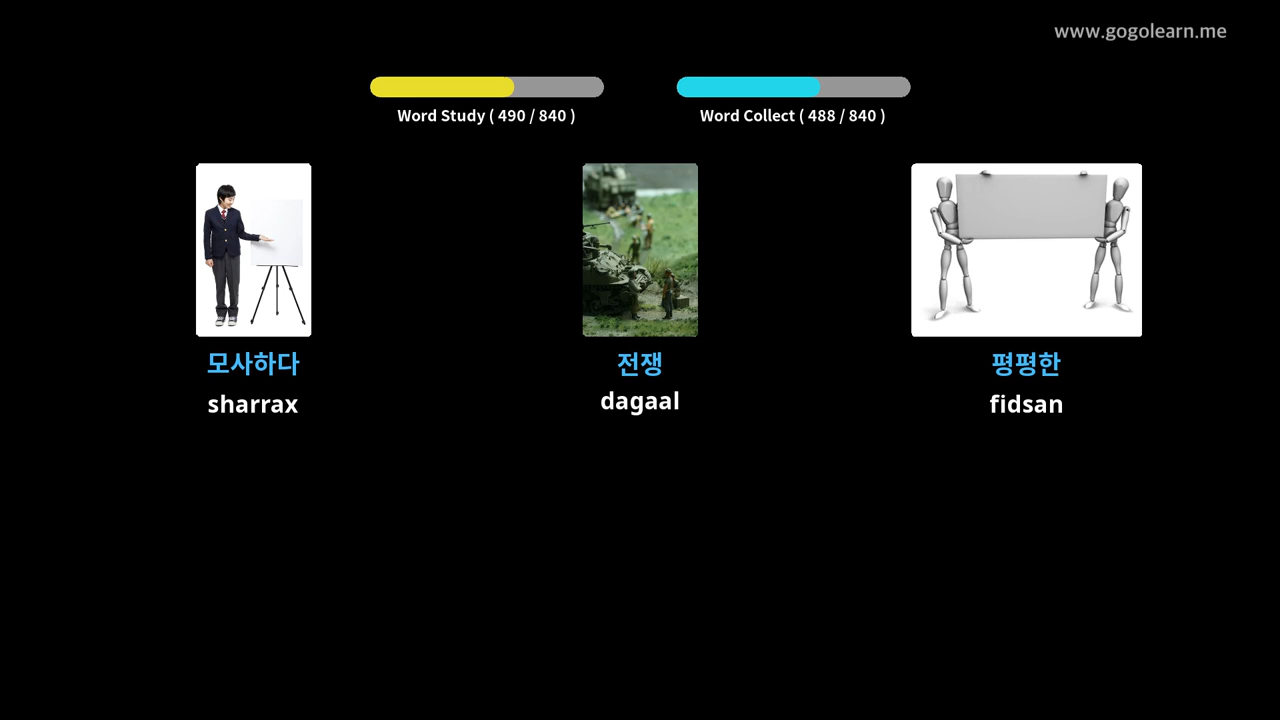 www.gogolearn.me
Word Study ( 490 / 840 )
Word Collect ( 488 / 840 )
모사하다
전쟁
평평한
sharrax
dagaal
fidsan